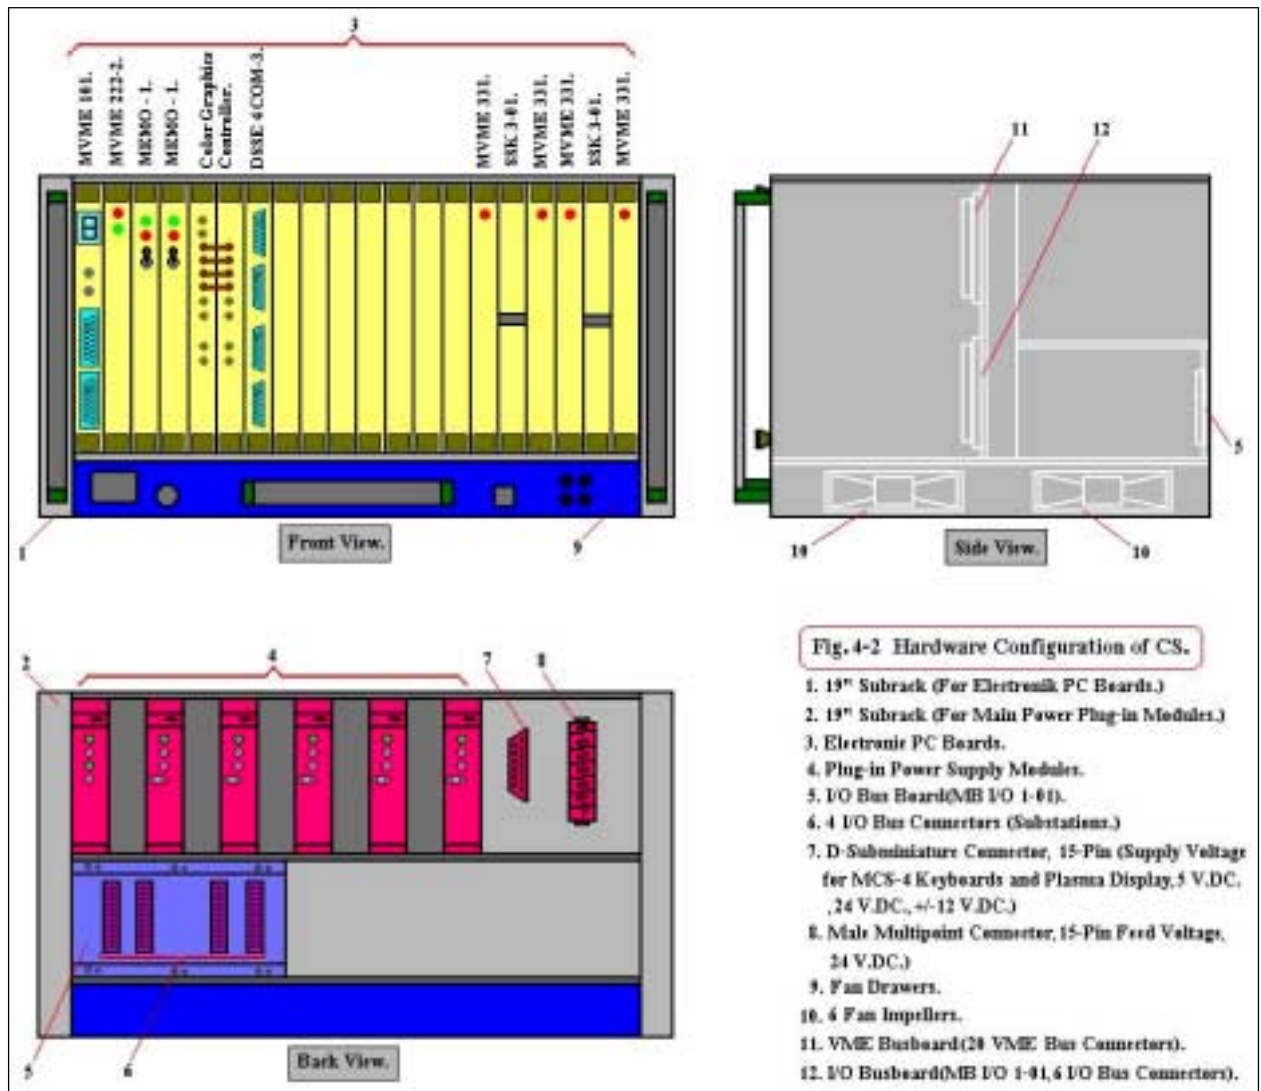 3
MVME 101.
MVME 222-2.
MEMO - 1.
MEMO - 1.
Color Graphics
Controller.
DSSE 4COM-3.
MVME 331.
SSK 3-01.
MVME 331.
MVME 331.
SSK 3-01.
MVME 331.
11
12
5
1
Front View.
9
10
Side View.
10
2
4
7
8
5
6
Back View.
Fig. 4-2 Hardware Configuration of CS.
1. 19" Subrack (For Electronik PC Boards.)
2. 19" Subrack (For Main Power Plug-in Modules.)
3. Electronic PC Boards.
4. Plug-in Power Supply Modules.
5. I/O Bus Board(MB I/O 1-01).
6. 4 I/O Bus Connectors (Substations.)
7. D-Subminiature Connector, 15-Pin (Supply Voltage
for MCS-4 Keyboards and Plasma Display, 5 V.DC.
, 24 V.DC., +/-12 V.DC.)
8. Male Multipoint Connector, 15-Pin Feed Voltage,
24 V.DC.)
9. Fan Drawers.
10. 6 Fan Impellers.
11. VME Busboard(20 VME Bus Connectors).
12. I/O Busboard(MB I/O 1-01,6 I/O Bus Connectors).